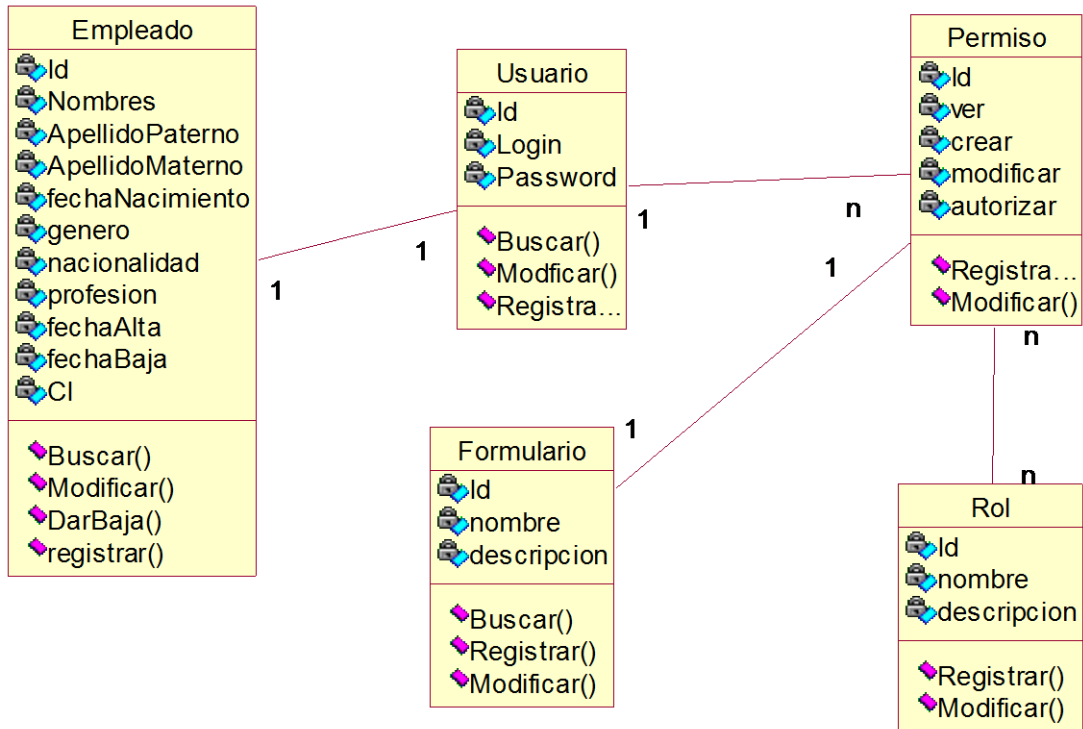 Empleado
Id
Nombres
ApellidoPaterno
ApellidoMaterno
fechaNacimiento
genero
nacionalidad
profesion
fechaAlta
fechaBaja
CI
Buscar()
Modificar()
DarBaja()
registrar()
1
1
Usuario
Id
Login
Password
Buscar()
Modficar()
Registra...
1
n
Permiso
Id
ver
crear
modificar
autorizar
Registra...
Modificar()
1
1
n
n
Formulario
Id
nombre
descripcion
Buscar()
Registrar()
Modificar()
Rol
Id
nombre
descripcion
Registrar()
Modificar()